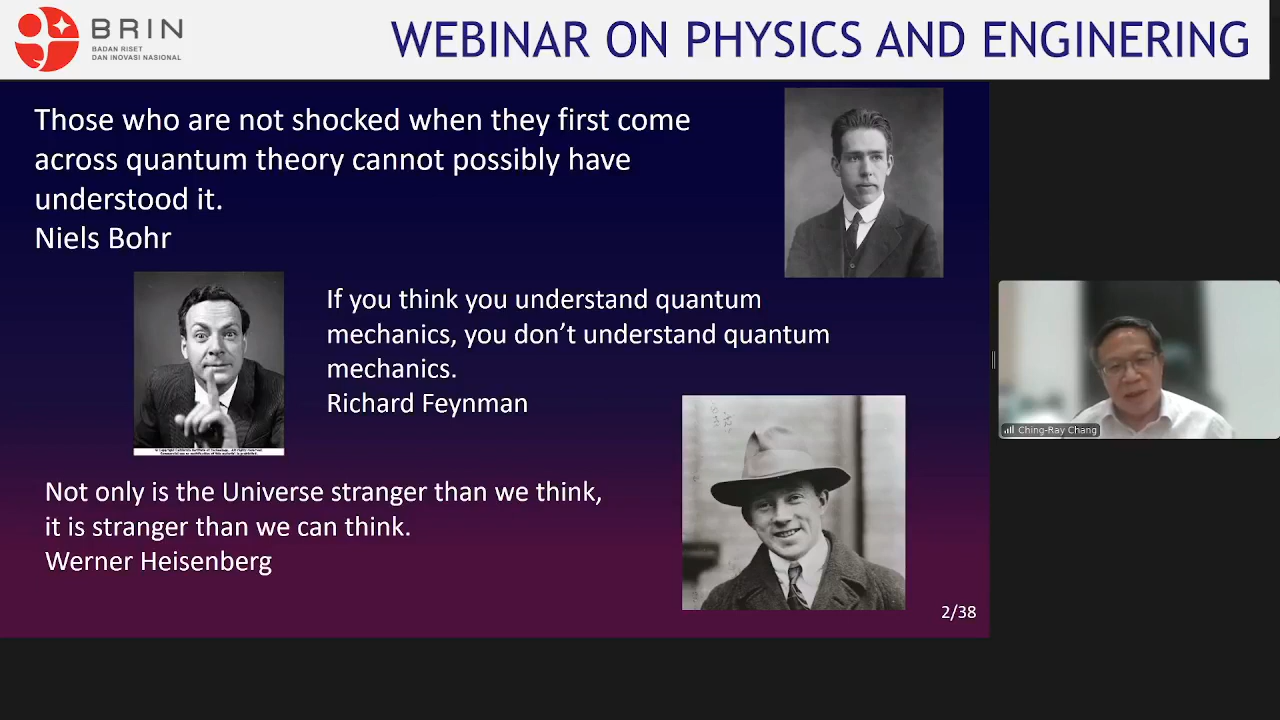 BRIN
BADAN RISET
DAN INOVASI NASIONAL
WEBINAR ON PHYSICS AND ENGINERING
Those who are not shocked when they first come
across quantum theory cannot possibly have
understood it.
Niels Bohr
If you think you understand quantum
mechanics, you don’t understand quantum
mechanics.
Richard Feynman
Not only is the Universe stranger than we think,
it is stranger than we can think.
Werner Heisenberg
2/38
Ching-Ray Chang